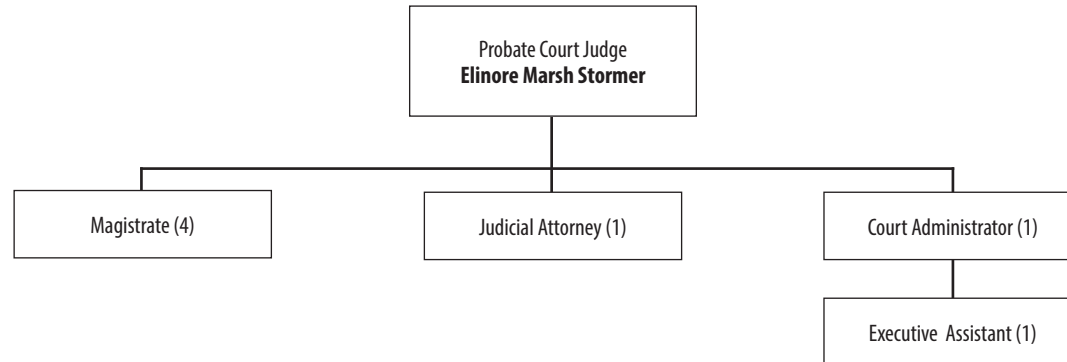 Probate Court Judge
Elinore Marsh Stormer
Magistrate (4)
Judicial Attorney (1)
Court Administrator (1)
Executive Assistant (1)